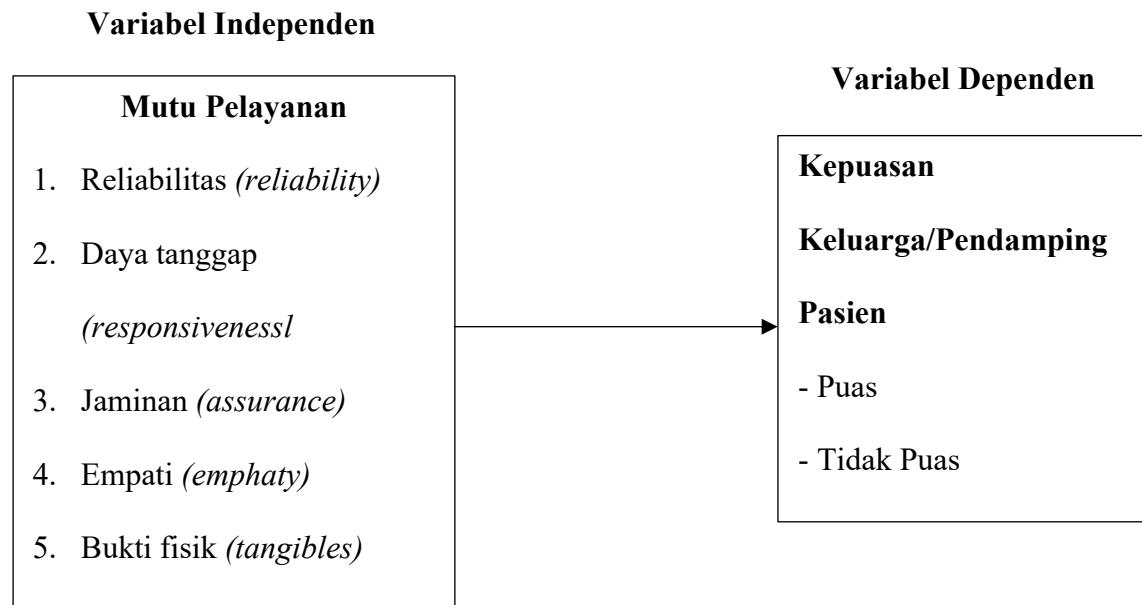 Variabel Independen
Mutu Pelayanan
1. Reliabilitas (reliability)
2. Daya tanggap
(responsivenessl
3. Jaminan (assurance)
4. Empati (emphaty)
5. Bukti fisik (tangibles)
Variabel Dependen
Kepuasan
Keluarga/Pendamping
Pasien
- Puas
- Tidak Puas